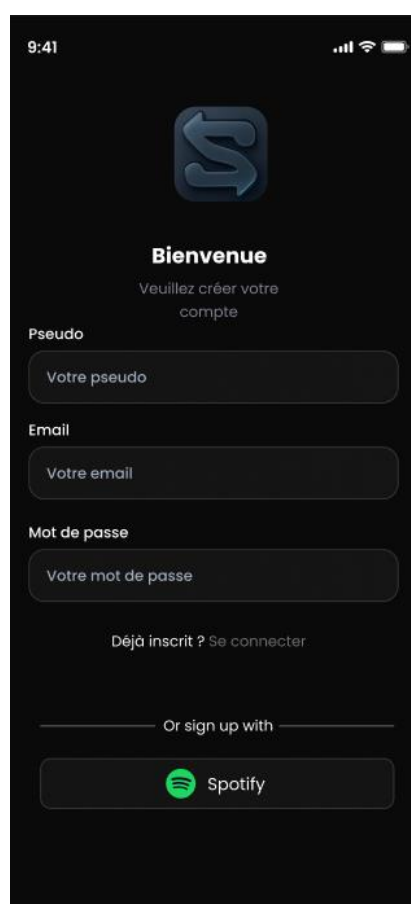 9:41
Bienvenue
Veuillez créer votre
compte
Pseudo
Votre pseudo
Email
Votre email
Mot de passe
Votre mot de passe
Déjà inscrit ? Se connecter
Or sign up with
Spotify